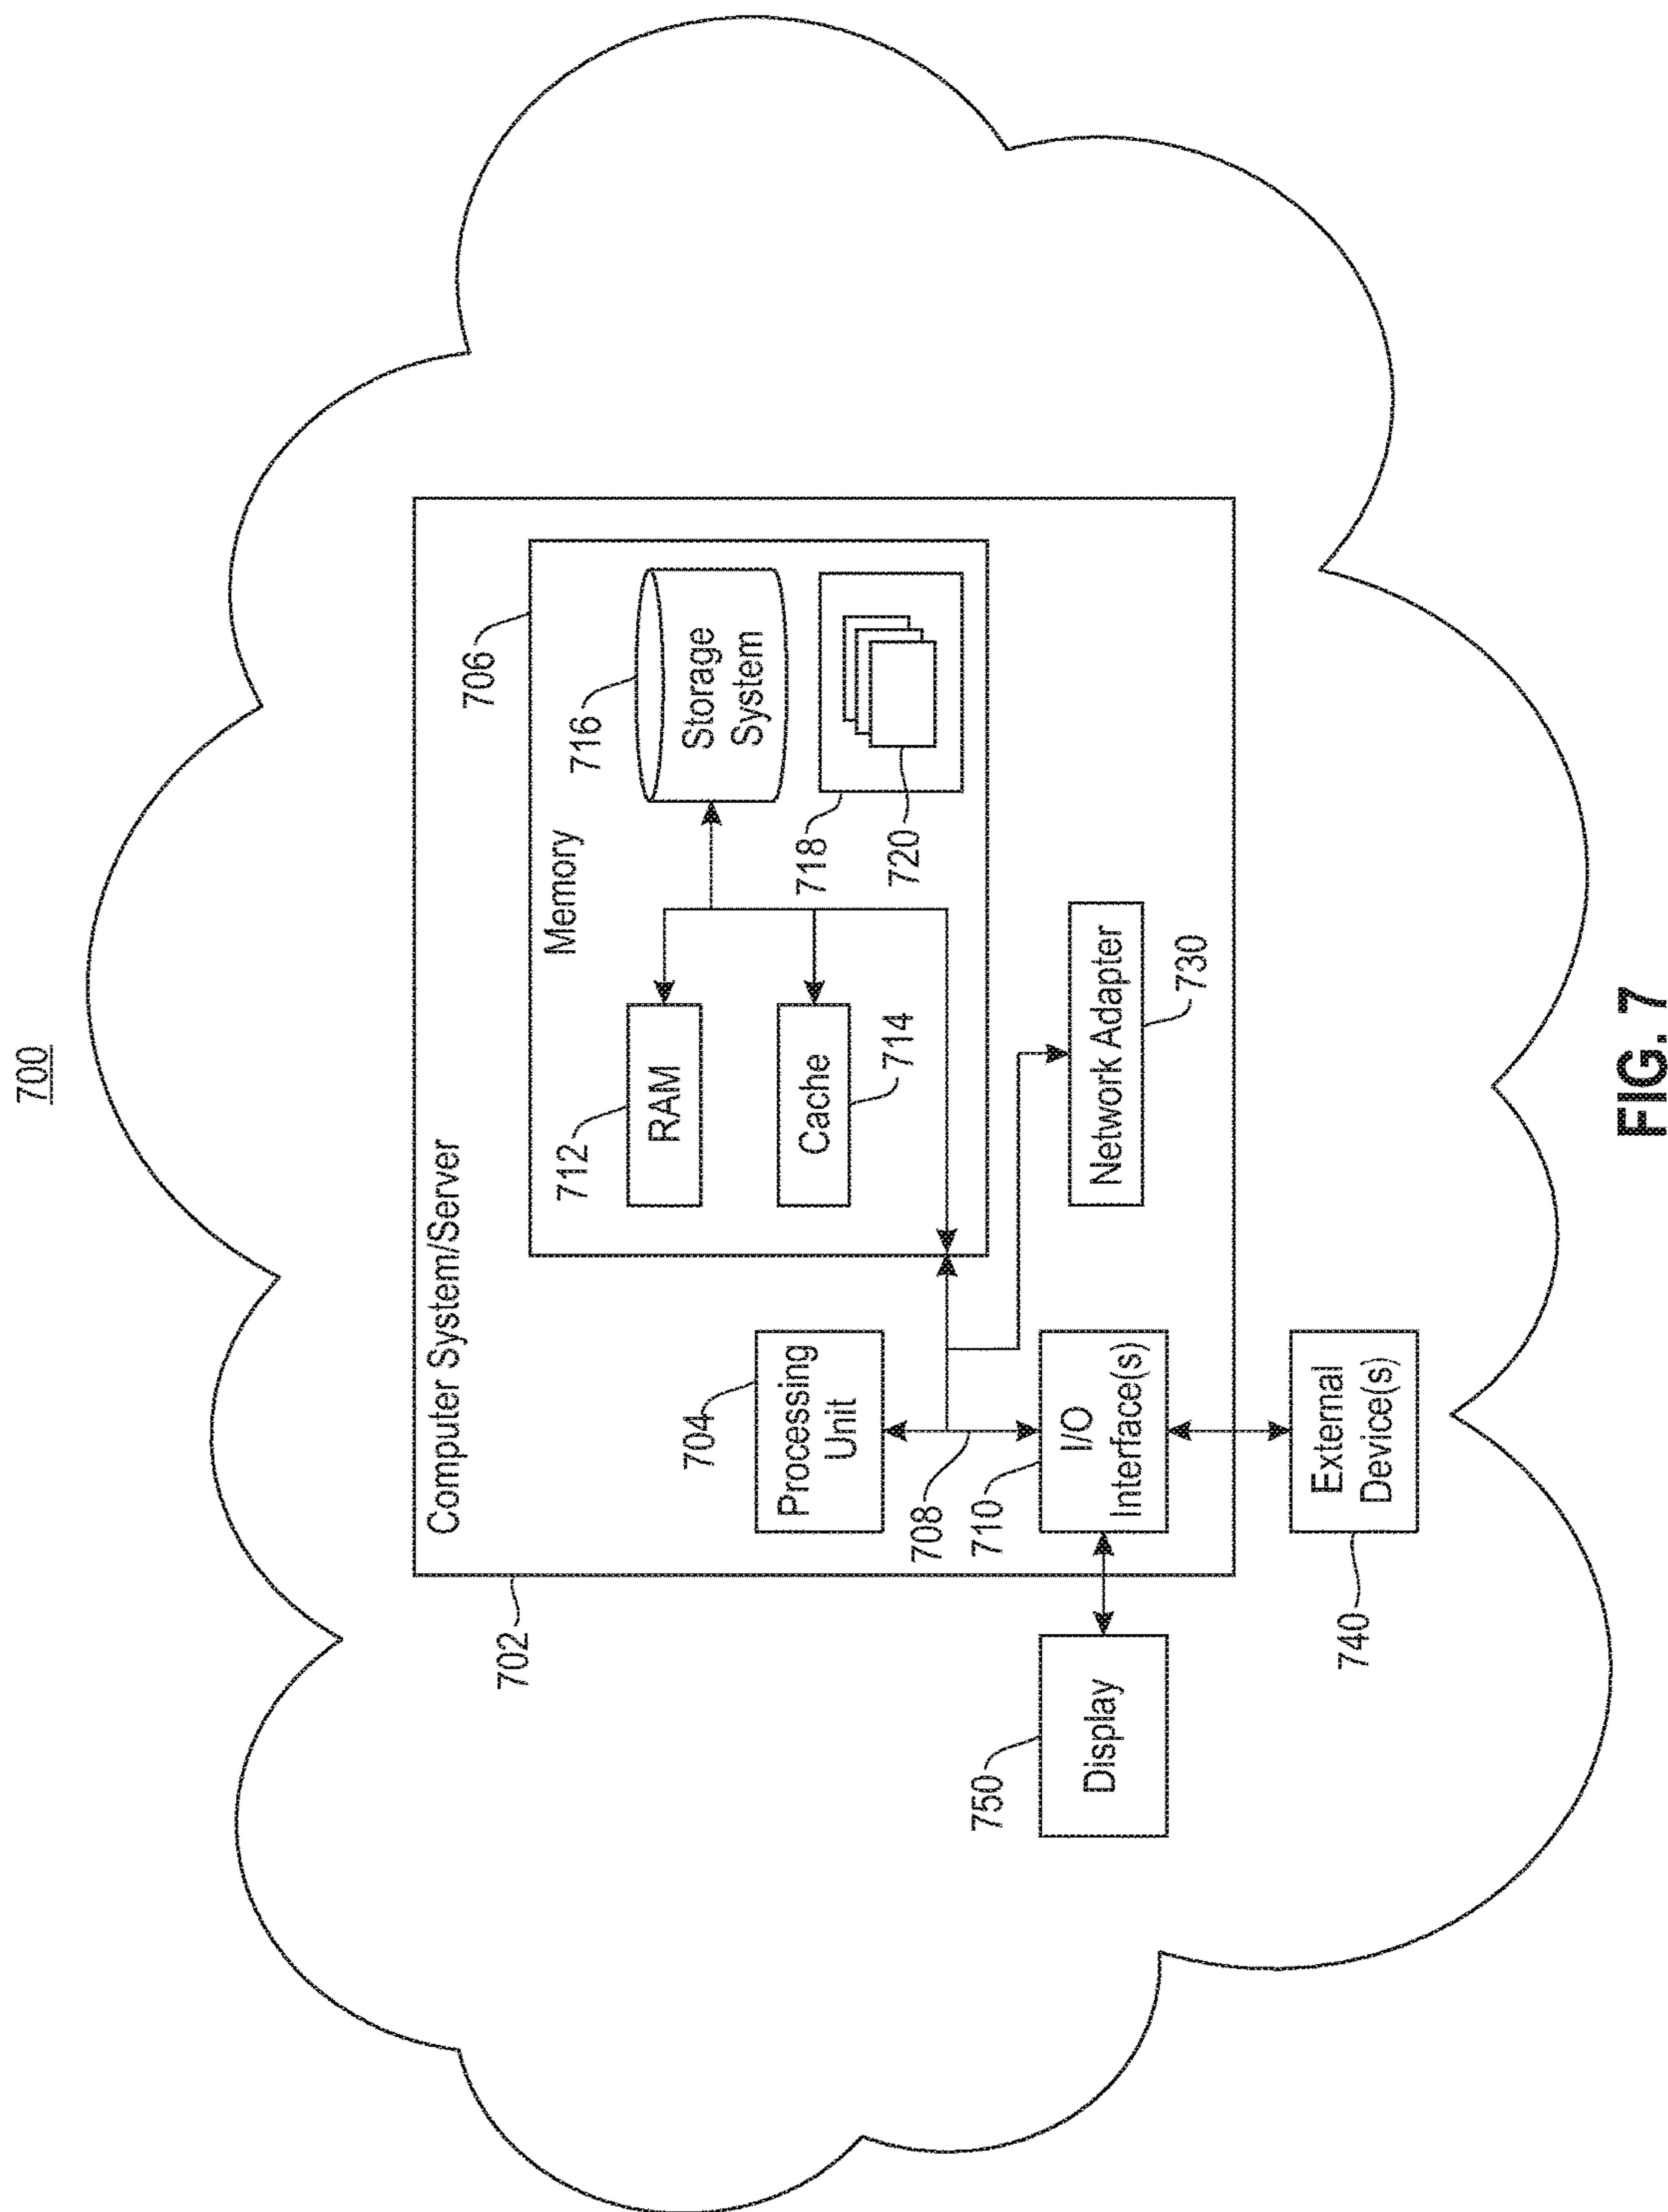 700
Computer System/Server
702
706
Memory
712
RAM
716
Storage
System
704
Processing
Unit
Cache
714
718
720
708
710
I/O
Interface(s)
750
Display
Network Adapter
730
External
Device(s)
740
FIG. 7